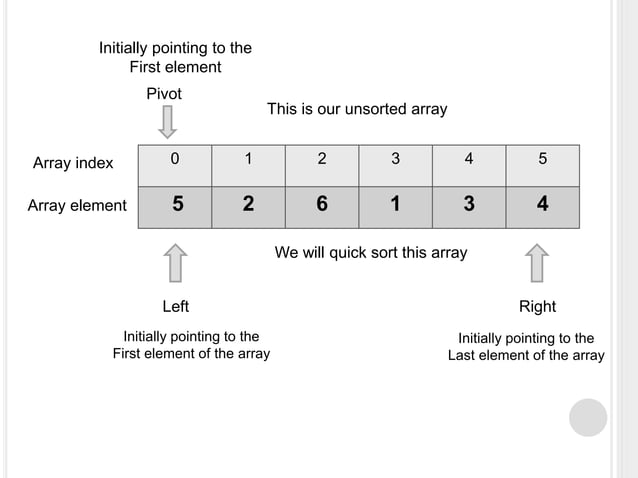 Initially pointing to the
First element
Pivot
This is our unsorted array
Array index 0 1 2 3 4 5
Array element 5 2 6 1 3 4
We will quick sort this array
Left Right
Initially pointing to the
First element of the array
Initially pointing to the
Last element of the array